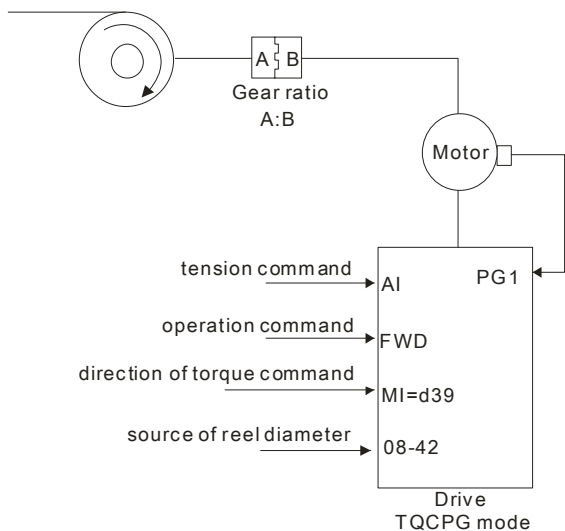 A B
Gear ratio
A:B
Motor
tension command
AI
PG1
operation command
FWD
direction of torque command
MI=d39
source of reel diameter
08-42
Drive
TQCPG mode